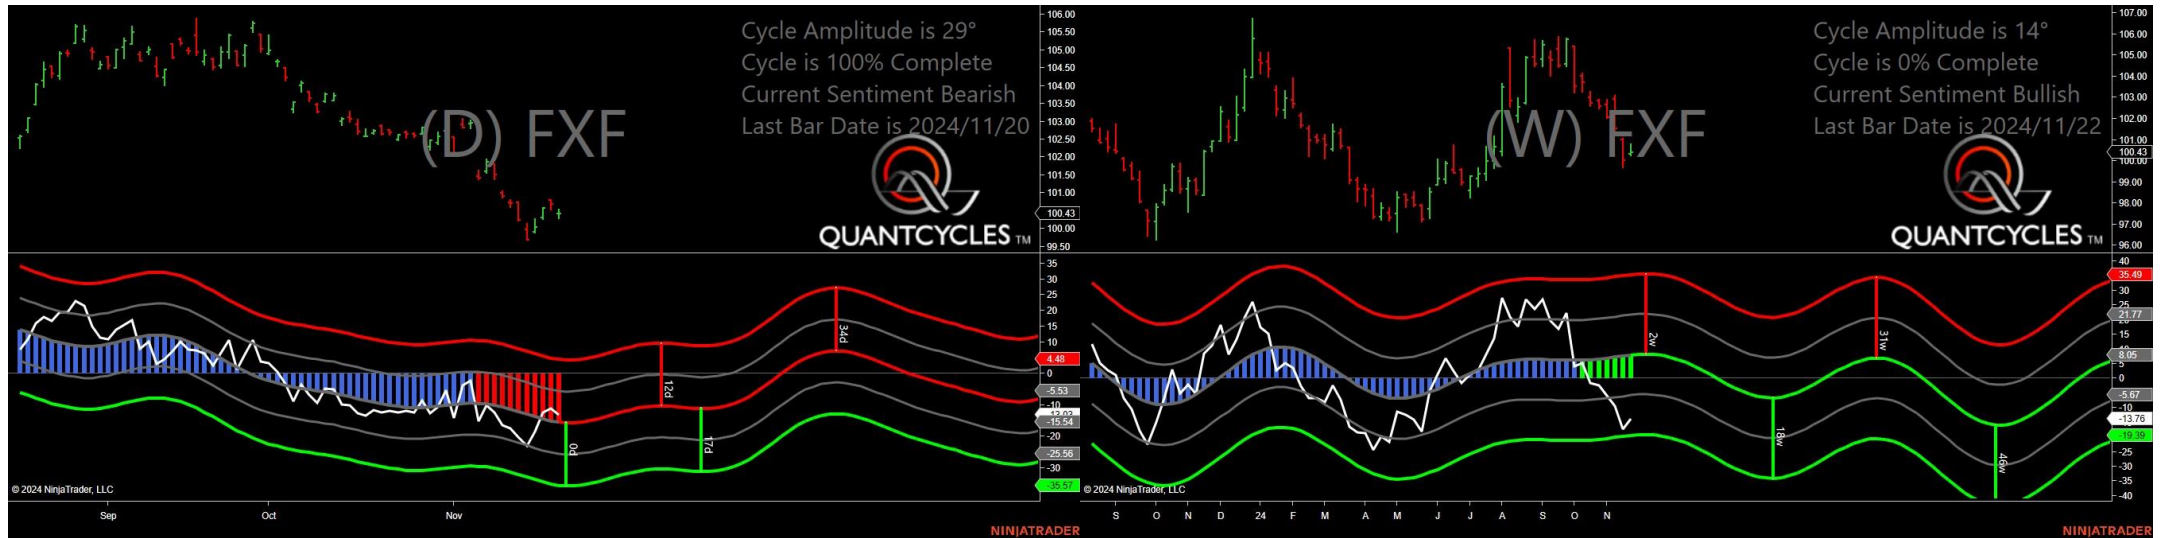 Cycle Amplitude is 29°
Cycle is 100% Complete
Current Sentiment Bearish
Last Bar Date is 2024/11/20
(D) FXF
QUANTCYCLES TM
106.00
105.50
105.00
104.50
104.00
103.50
103.00
102.50
102.00
101.50
101.00
100.43
100.00
99.50
35
30
25
20
15
10
4.48
0
-5.53
-10
-15.54
-20
-25.56
-30
-35.57
0d
12d
17d
34d
© 2024 NinjaTrader, LLC
Sep
Oct
Nov
NINJATRADER
Cycle Amplitude is 14°
Cycle is 0% Complete
Current Sentiment Bullish
Last Bar Date is 2024/11/22
(W) FXF
QUANTCYCLES TM
107.00
106.00
105.00
104.00
103.00
102.00
101.00
100.43
100.00
99.00
98.00
97.00
96.00
40
35.49
30
21.77
15
10
8.05
5
0
-5.67
-10
-13.76
-19.39
-25
-30
-35
-40
2w
18w
31w
46w
© 2024 NinjaTrader, LLC
S
O
N
D
24
F
M
A
M
J
J
A
S
O
N
NINJATRADER